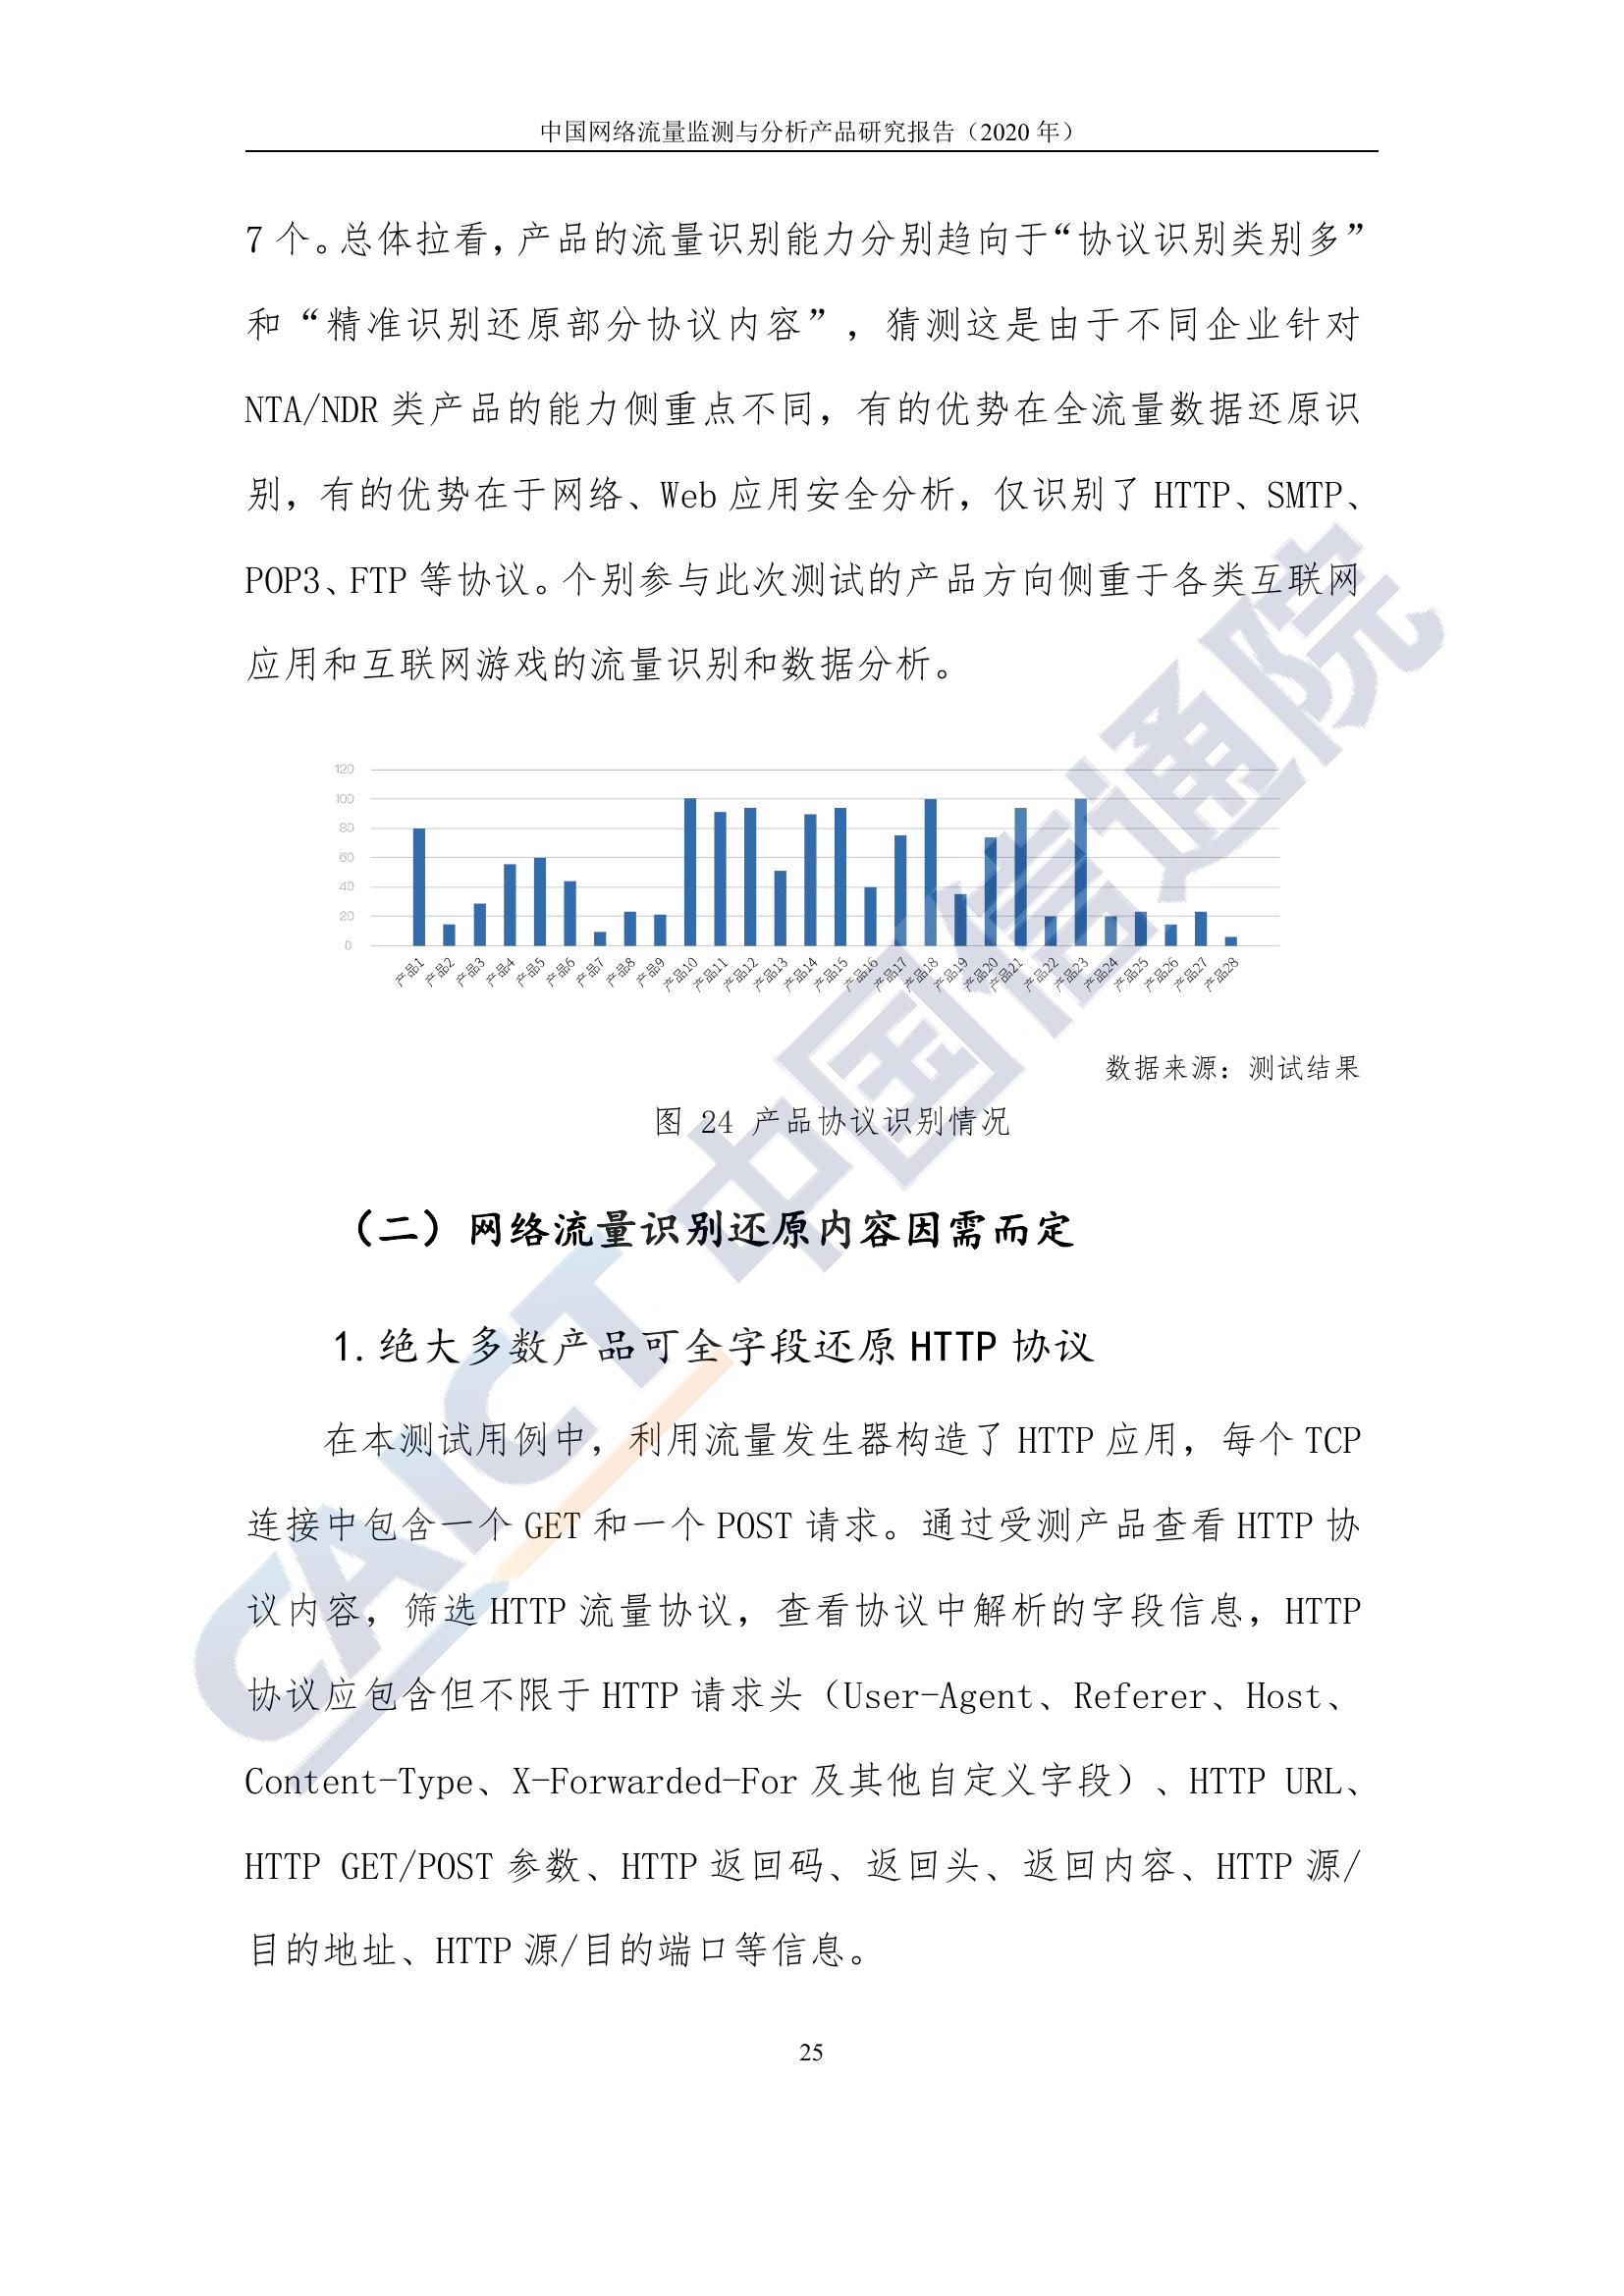 中国网络流量监测与分析产品研究报告（2020 年）
7 个。总体拉看，产品的流量识别能力分别趋向于“协议识别类别多”
和“精准识别还原部分协议内容”，猜测这是由于不同企业针对
NTA/NDR 类产品的能力侧重点不同，有的优势在全流量数据还原识
别，有的优势在于网络、Web 应用安全分析，仅识别了 HTTP、SMTP、
POP3、FTP 等协议。个别参与此次测试的产品方向侧重于各类互联网
应用和互联网游戏的流量识别和数据分析。
120
100
80
60
40
20
0
产品1 产品2 产品3 产品4 产品5 产品6 产品7 产品8 产品9 产品10 产品11 产品12 产品13 产品14 产品15 产品16 产品17 产品18 产品19 产品20 产品21 产品22 产品23 产品24 产品25 产品26 产品27 产品28
数据来源：测试结果
图 24 产品协议识别情况
（二）网络流量识别还原内容因需而定
1.绝大多数产品可全字段还原 HTTP 协议
在本测试用例中，利用流量发生器构造了 HTTP 应用，每个 TCP
连接中包含一个 GET 和一个 POST 请求。通过受测产品查看 HTTP 协
议内容，筛选 HTTP 流量协议，查看协议中解析的字段信息，HTTP
协议应包含但不限于 HTTP 请求头（User-Agent、Referer、Host、
Content-Type、X-Forwarded-For 及其他自定义字段）、HTTP URL、
HTTP GET/POST 参数、HTTP 返回码、返回头、返回内容、HTTP 源/
目的地址、HTTP 源/目的端口等信息。
25
CAICT 中国信通院